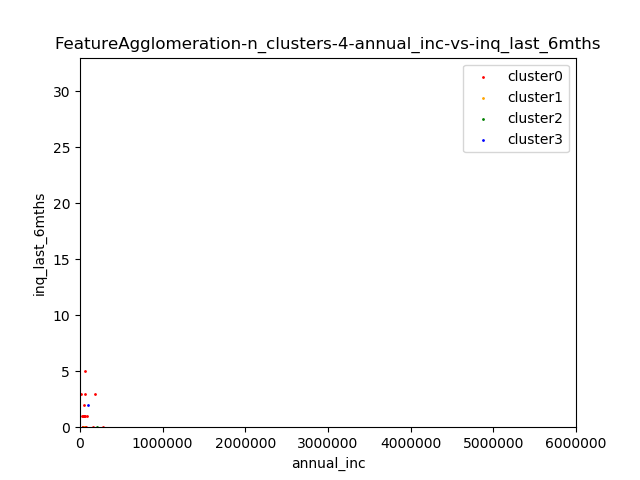 FeatureAgglomeration-n_clusters-4-annual_inc-vs-inq_last_6mths
cluster0
cluster1
cluster2
cluster3
30
25
20
15
10
5
0
inq_last_6mths
0 1000000 2000000 3000000 4000000 5000000 6000000
annual_inc